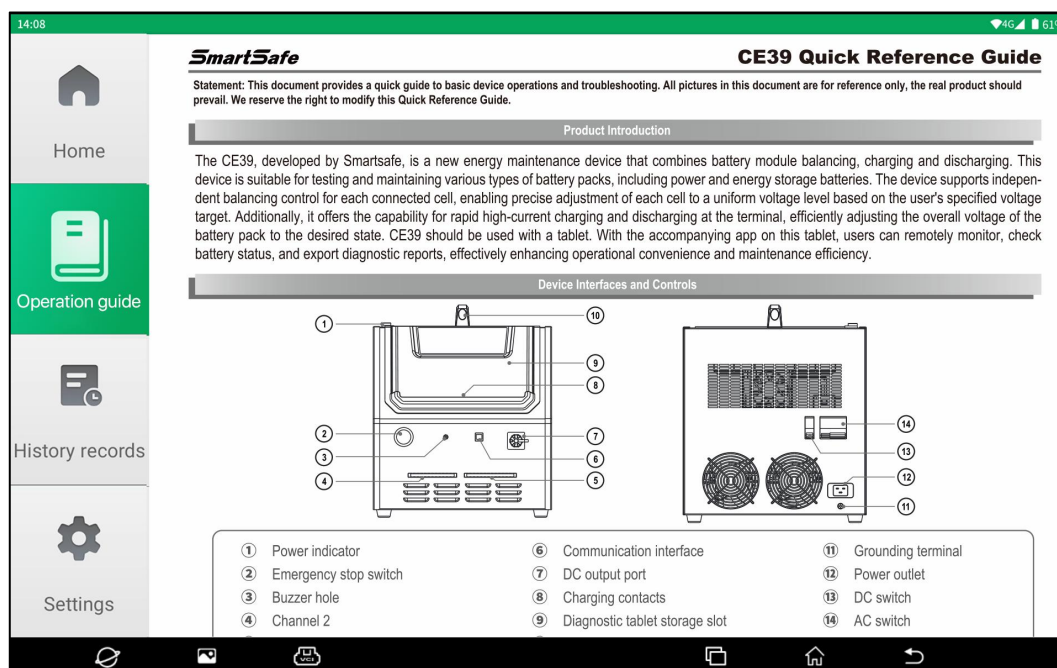 14:08
4G 61%
SmartSafe
CE39 Quick Reference Guide
Statement: This document provides a quick guide to basic device operations and troubleshooting. All pictures in this document are for reference only, the real product should
prevail. We reserve the right to modify this Quick Reference Guide.
Product Introduction
The CE39, developed by Smartsafe, is a new energy maintenance device that combines battery module balancing, charging and discharging. This
device is suitable for testing and maintaining various types of battery packs, including power and energy storage batteries. The device supports indepen-
dent balancing control for each connected cell, enabling precise adjustment of each cell to a uniform voltage level based on the user's specified voltage
target. Additionally, it offers the capability for rapid high-current charging and discharging at the terminal, efficiently adjusting the overall voltage of the
battery pack to the desired state. CE39 should be used with a tablet. With the accompanying app on this tablet, users can remotely monitor, check
battery status, and export diagnostic reports, effectively enhancing operational convenience and maintenance efficiency.
Device Interfaces and Controls
Home
Operation guide
History records
Settings
1
10
9
8
2
7
3
6
4
5
14
13
12
11
1 Power indicator
2 Emergency stop switch
3 Buzzer hole
4 Channel 2
6 Communication interface
7 DC output port
8 Charging contacts
9 Diagnostic tablet storage slot
11 Grounding terminal
12 Power outlet
13 DC switch
14 AC switch
VCI